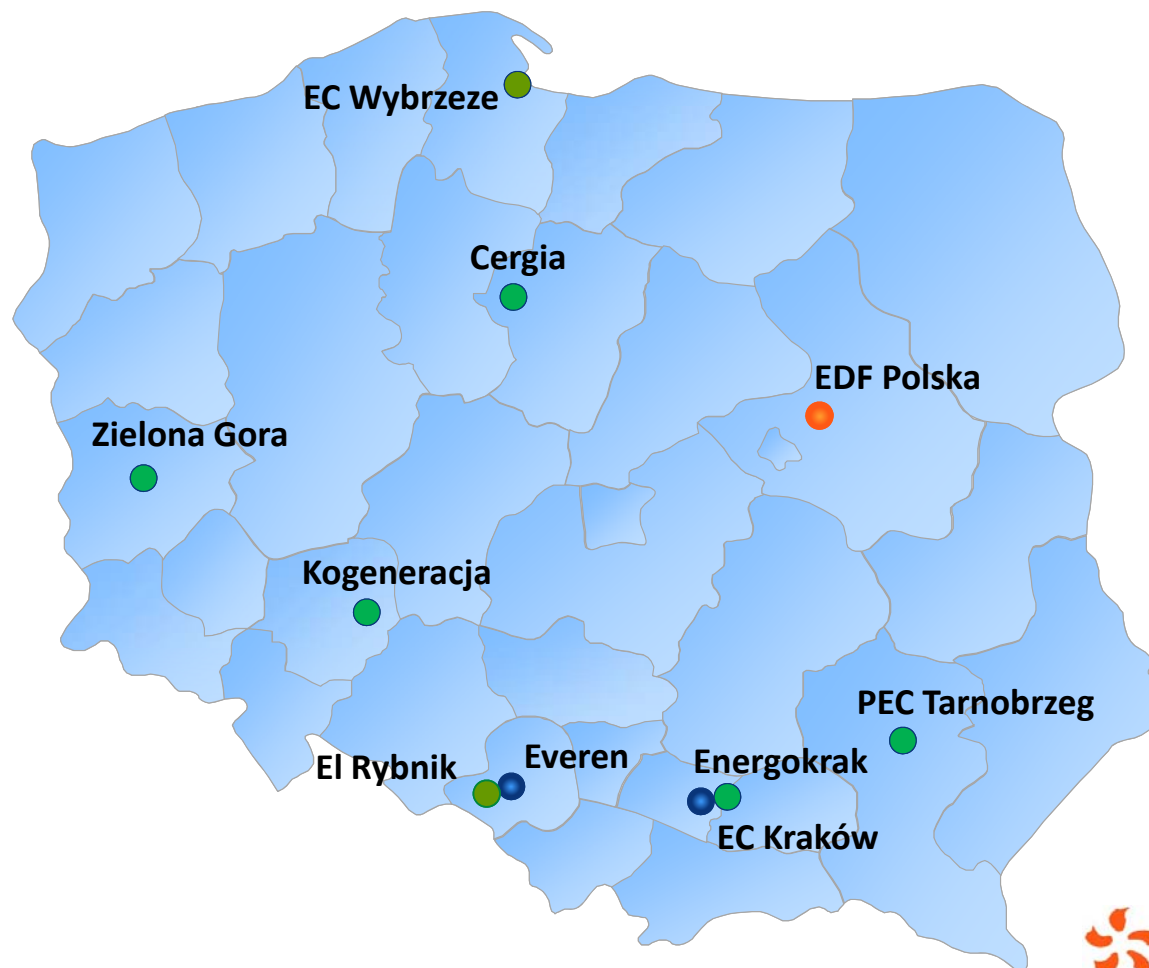 EC Wybrzeze
Cergia
EDF Polska
Zielona Gora
Kogeneracja
PEC Tarnobrzeg
Everen
Energokrak
El Rybnik
EC Kraków